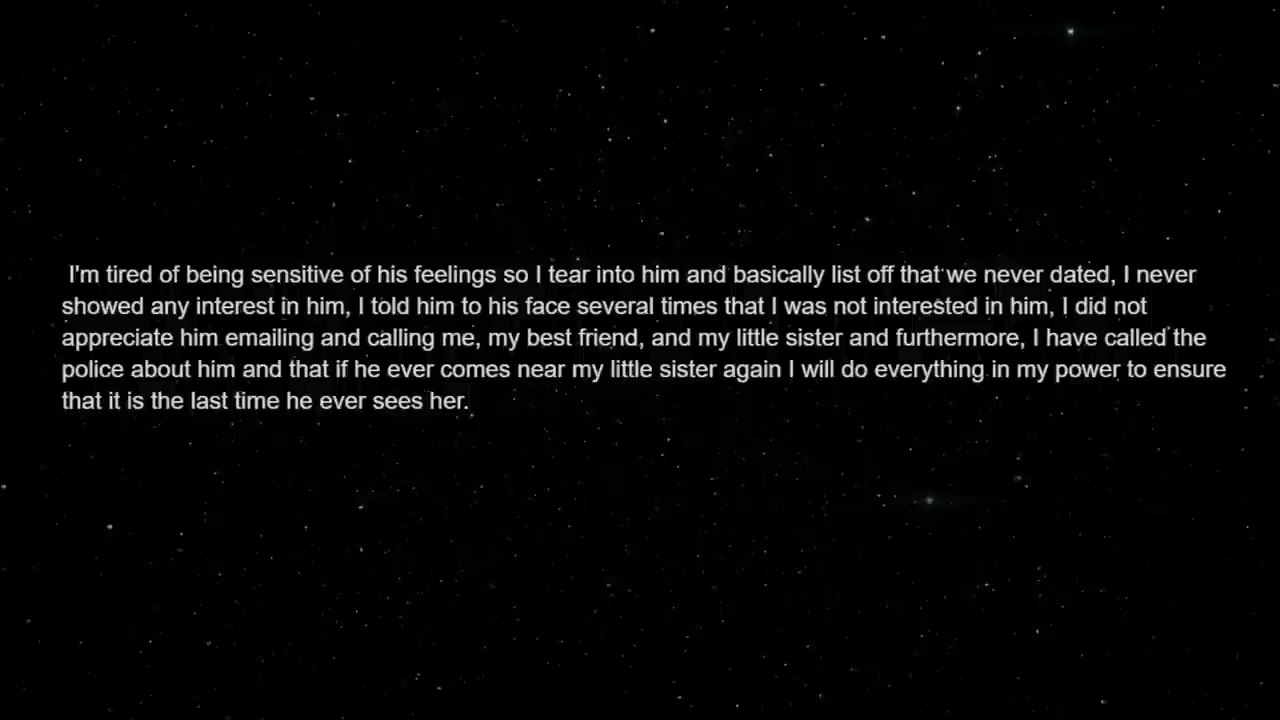 I'm tired of being sensitive of his feelings so I tear into him and basically list off that we never dated, I never
showed any interest in him, I told him to his face several times that I was not interested in him, I did not
appreciate him emailing and calling me, my best friend, and my little sister and furthermore, I have called the
police about him and that if he ever comes near my little sister again I will do everything in my power to ensure
that it is the last time he ever sees her.